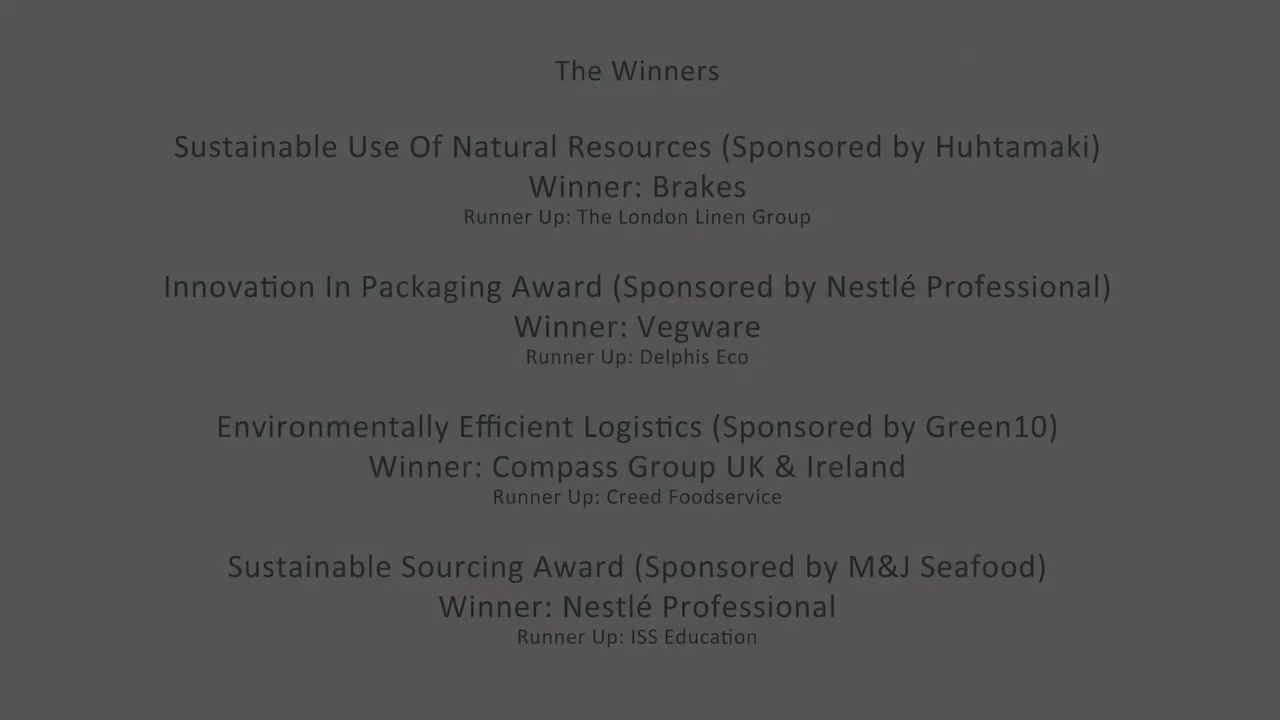 The Winners
Sustainable Use Of Natural Resources (Sponsored by Huhtamaki)
Winner: Brakes
Runner Up: The London Linen Group
Innovation In Packaging Award (Sponsored by Nestlé Professional)
Winner: Vegware
Runner Up: Delphis Eco
Environmentally Efficient Logistics (Sponsored by Green10)
Winner: Compass Group UK & Ireland
Runner Up: Creed Foodservice
Sustainable Sourcing Award (Sponsored by M&J Seafood)
Winner: Nestlé Professional
Runner Up: ISS Education